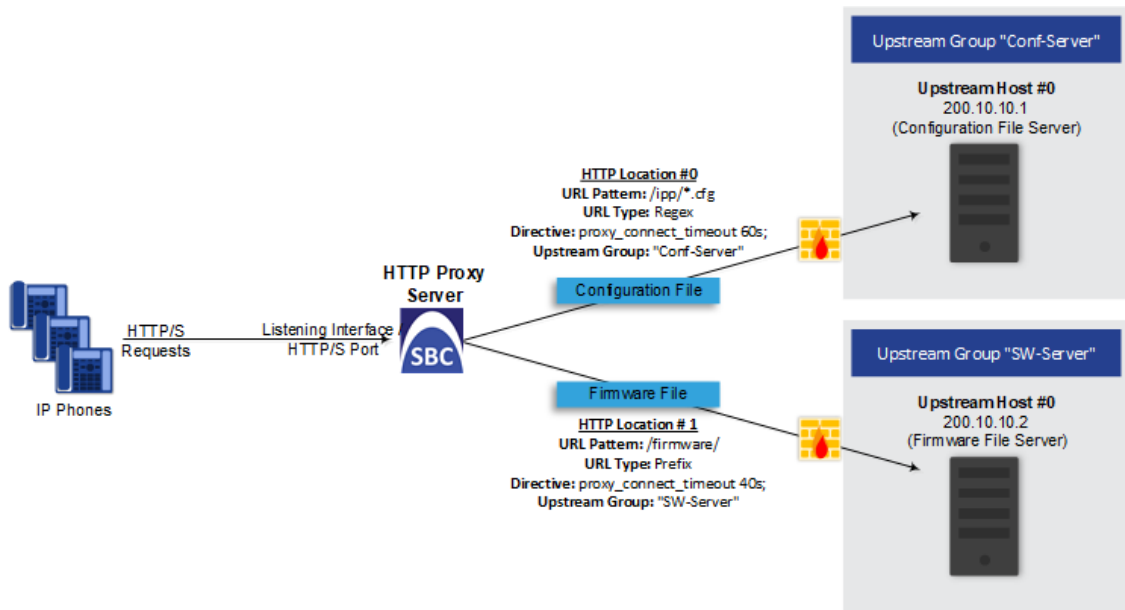 Upstream Group "Conf-Server"
Upstream Host #0
200.10.10.1
(Configuration File Server)
HTTP Location #0
URL Pattern: /ipp/*.cfg
URL Type: Regex
Directive: proxy_connect_timeout 60s;
Upstream Group: "Conf-Server"
Configuration File
HTTP Proxy
Server
HTTP/S
Requests
Listening Interface /
HTTP/S Port
SBC
IP Phones
Firmware File
HTTP Location # 1
URL Pattern: /firmware/
URL Type: Prefix
Directive: proxy_connect_timeout 40s;
Upstream Group: "SW-Server"
Upstream Group "SW-Server"
Upstream Host #0
200.10.10.2
(Firmware File Server)